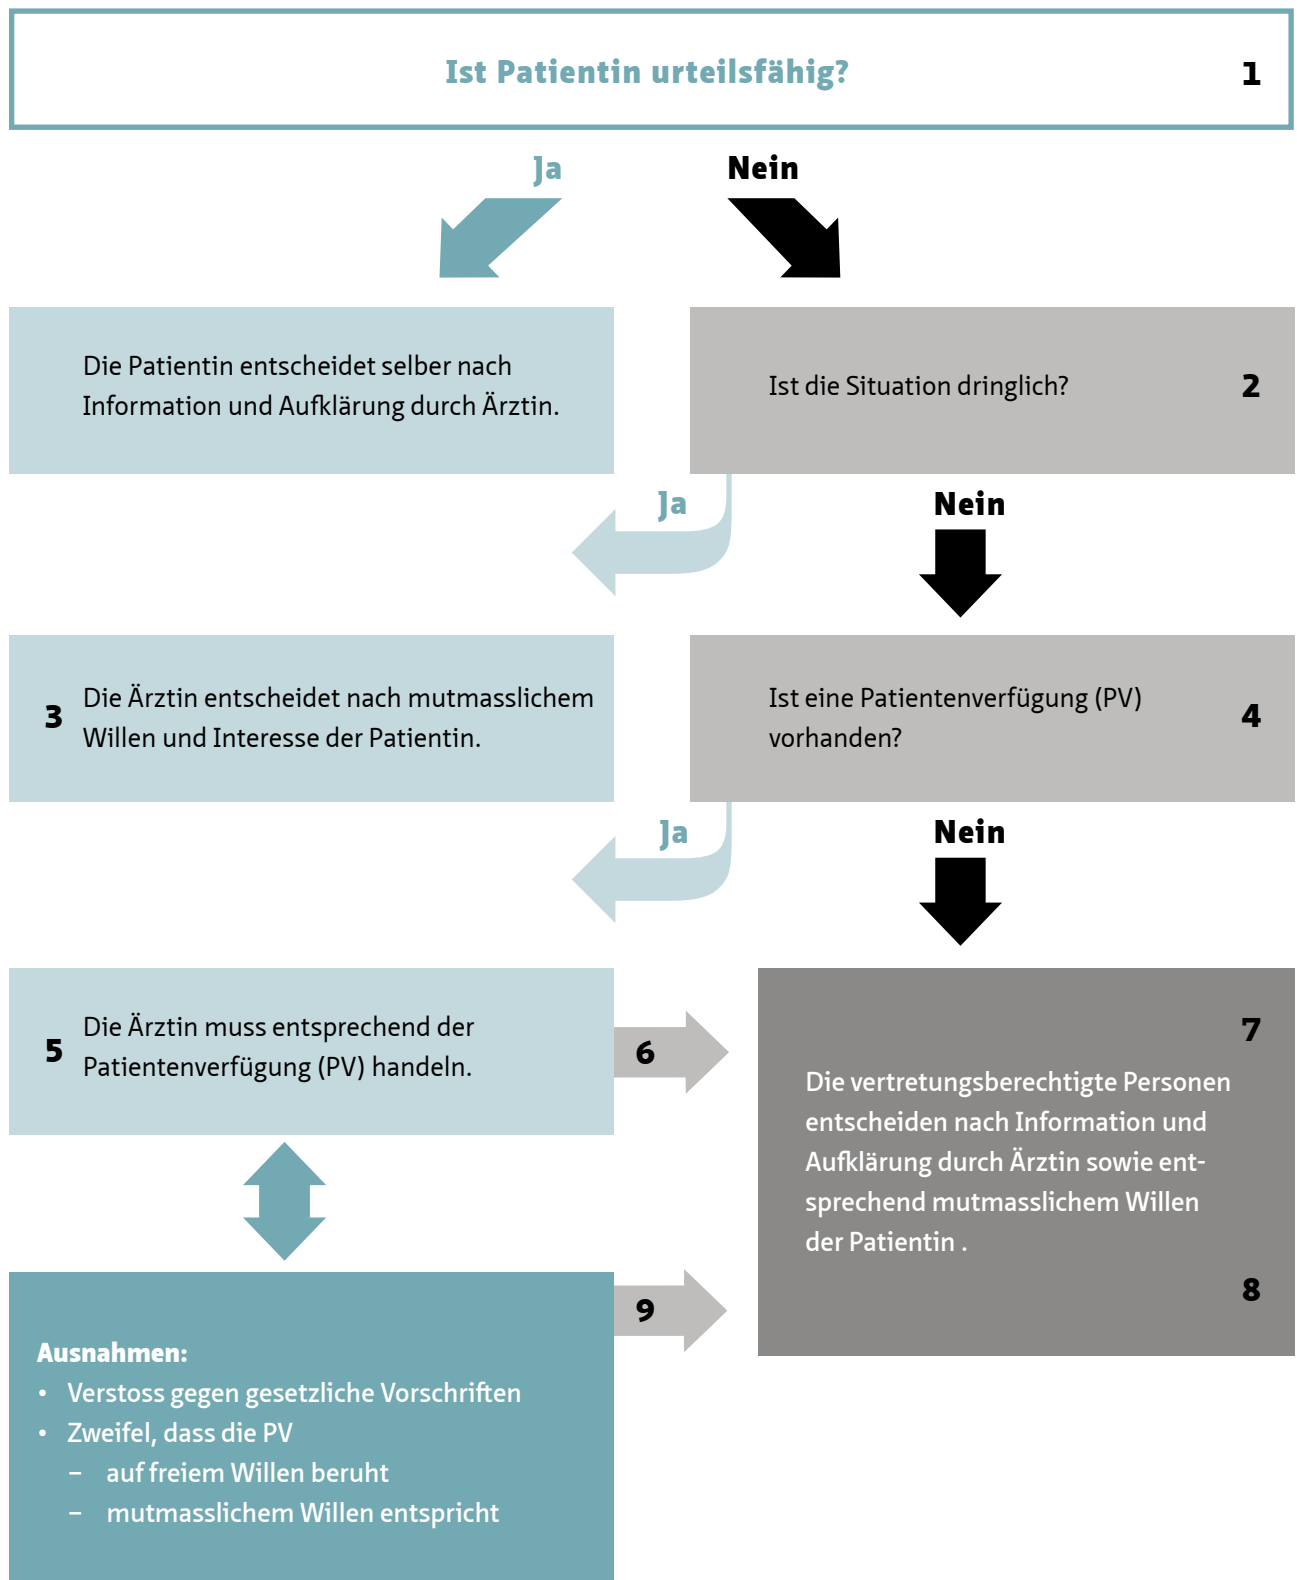 Ist Patientin urteilsfähig?
1
Ja
Nein
Die Patientin entscheidet selber nach
Information und Aufklärung durch Ärztin.
Ist die Situation dringlich?
2
Ja
Nein
3
Die Ärztin entscheidet nach mutmasslichem
Willen und Interesse der Patientin.
Ist eine Patientenverfügung (PV)
vorhanden?
4
Ja
Nein
5
Die Ärztin muss entsprechend der
Patientenverfügung (PV) handeln.
6
7
Die vertretungsberechtigte Personen
entscheiden nach Information und
Aufklärung durch Ärztin sowie ent-
sprechend mutmasslichem Willen
der Patientin .
8
9
Ausnahmen:
• Verstoss gegen gesetzliche Vorschriften
• Zweifel, dass die PV
– auf freiem Willen beruht
– mutmasslichem Willen entspricht